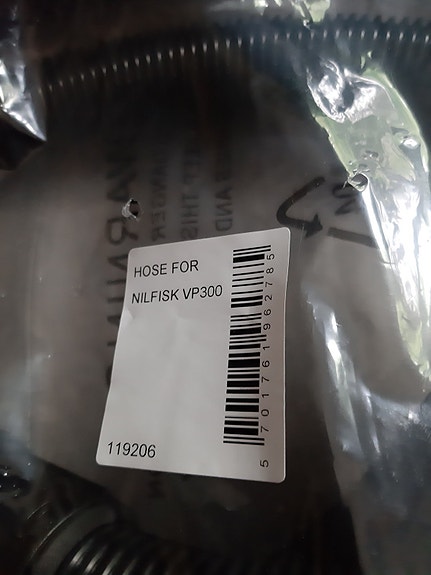 HOSE FOR
NILFISK VP300
119206
5701761962785